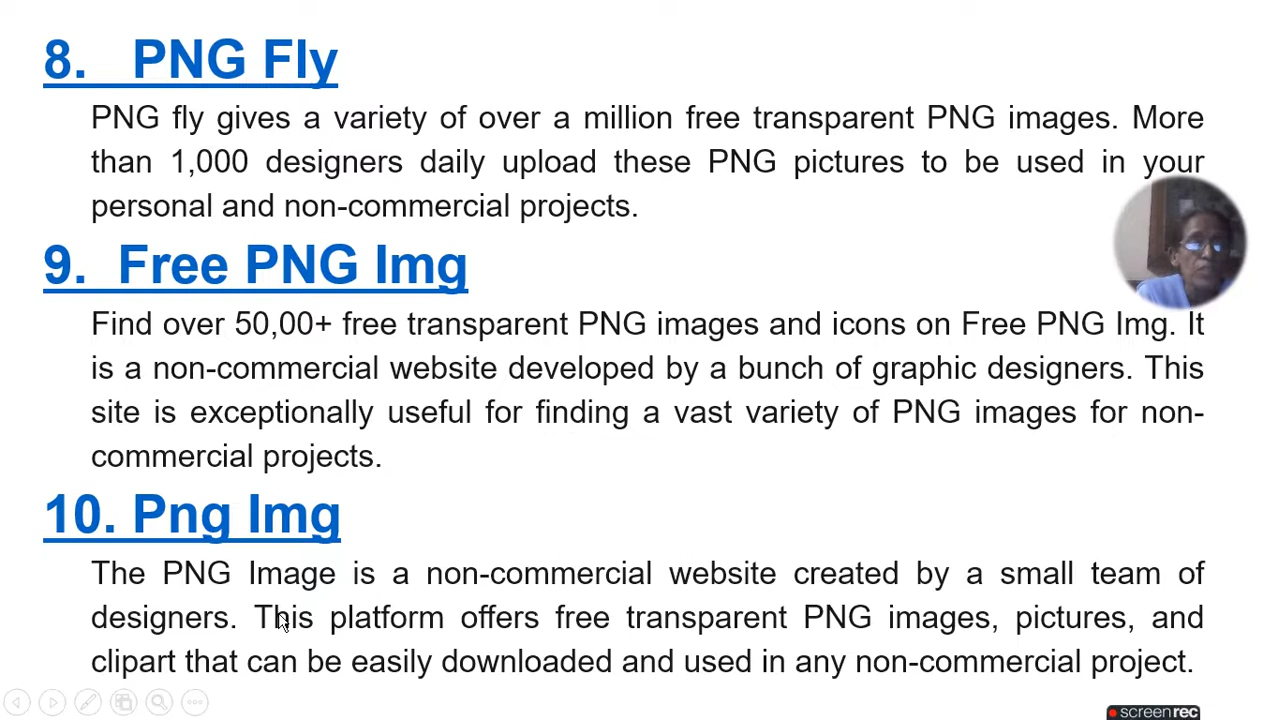 8. PNG Fly
PNG fly gives a variety of over a million free transparent PNG images. More
than 1,000 designers daily upload these PNG pictures to be used in your
personal and non-commercial projects.
9. Free PNG Img
Find over 50,00+ free transparent PNG images and icons on Free PNG Img. It
is a non-commercial website developed by a bunch of graphic designers. This
site is exceptionally useful for finding a vast variety of PNG images for non-
commercial projects.
10. Png Img
The PNG Image is a non-commercial website created by a small team of
designers. This platform offers free transparent PNG images, pictures, and
clipart that can be easily downloaded and used in any non-commercial project.
screenrec